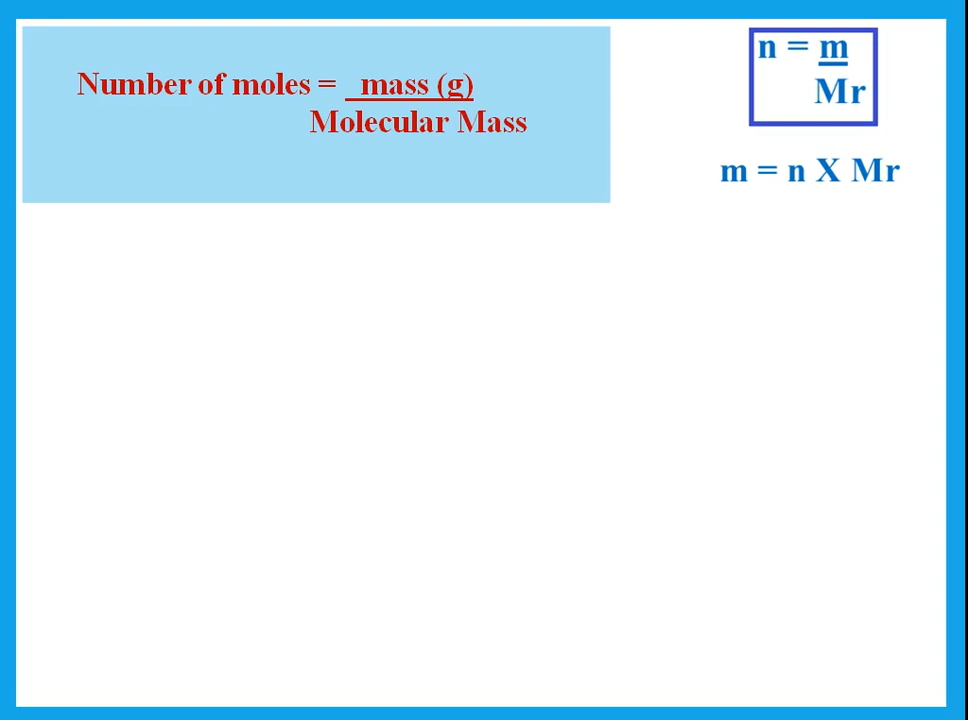 Number of moles = mass (g)
Molecular Mass
n = m
Mr
m = n X Mr